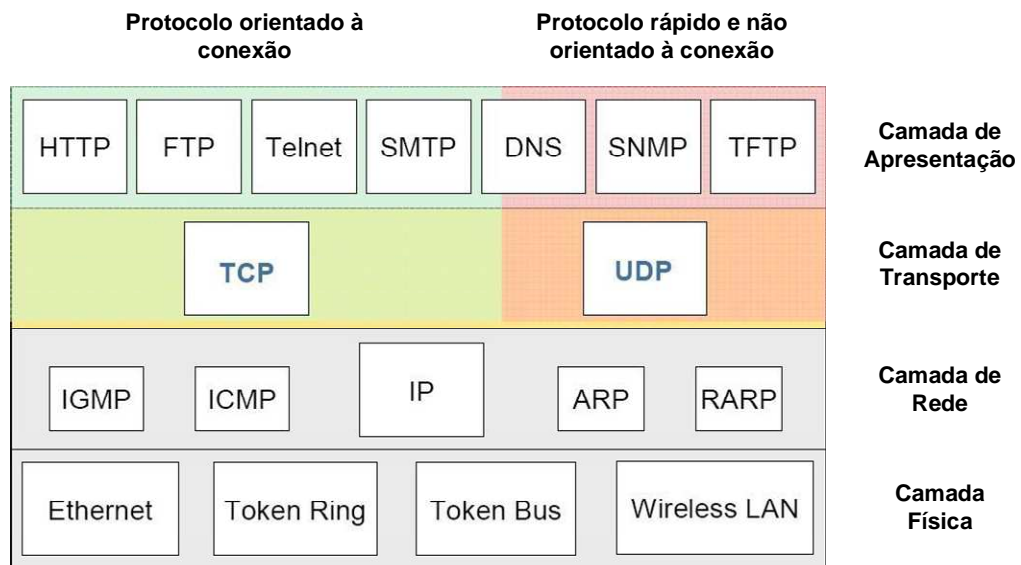 Protocolo orientado à
conexão
Protocolo rápido e não
orientado à conexão
HTTP
FTP
Telnet
SMTP
DNS
SNMP
TFTP
Camada de
Apresentação
TCP
UDP
Camada de
Transporte
IGMP
ICMP
IP
ARP
RARP
Camada de
Rede
Ethernet
Token Ring
Token Bus
Wireless LAN
Camada
Física